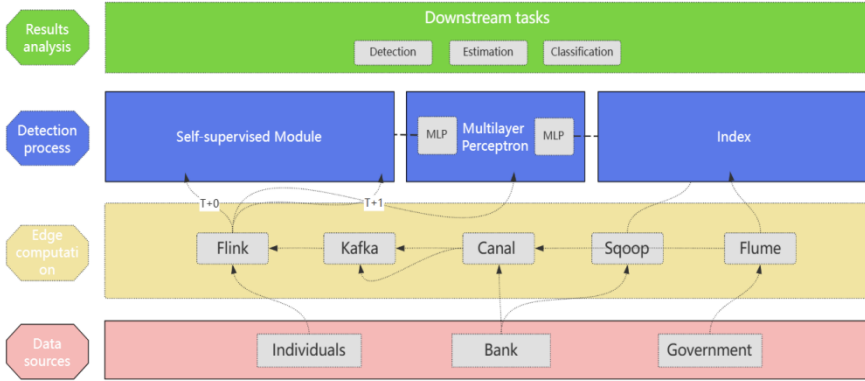 Results
analysis
Downstream tasks
Detection
Estimation
Classification
Detection
process
Self-supervised Module
MLP
Multilayer
Perceptron
MLP
Index
T+0
T+1
Edge
computati
on
Flink
Kafka
Canal
Sqoop
Flume
Data
sources
Individuals
Bank
Government